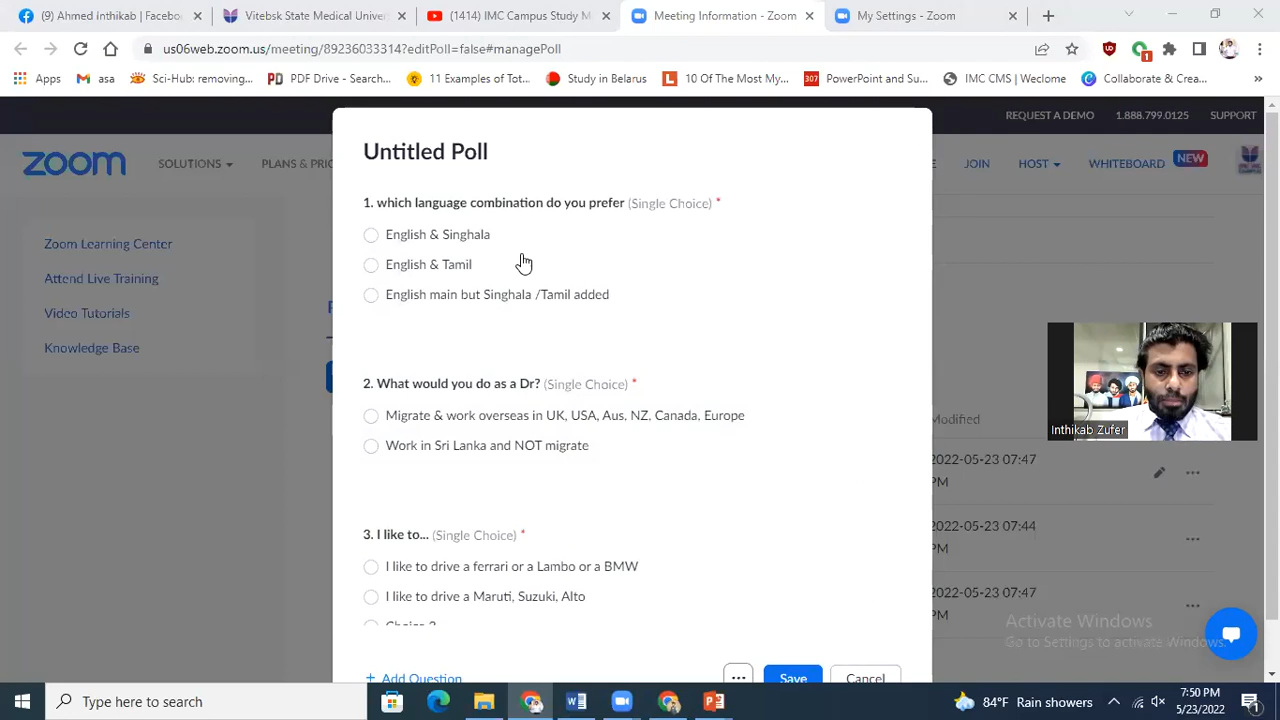 (9) Ahmed Inthikab | Faceboo
Vitebsk State Medical Univer
(1414) IMC Campus Study M
Meeting Information - Zoom
My Settings - Zoom
us06web.zoom.us/meeting/89236033314?editPoll=false#managePoll
Apps
asa
Sci-Hub: removing...
PDF Drive - Search...
11 Examples of Tot...
Study in Belarus
10 Of The Most My...
PowerPoint and Su...
IMC CMS | Weclome
Collaborate & Crea...
REQUEST A DEMO
1.888.799.0125
SUPPORT
zoom
SOLUTIONS
PLANS & PRIC
JOIN
HOST
WHITEBOARD
NEW
Zoom Learning Center
Attend Live Training
Video Tutorials
Knowledge Base
Untitled Poll
1. which language combination do you prefer (Single Choice) *
English & Singhala
English & Tamil
English main but Singhala /Tamil added
2. What would you do as a Dr? (Single Choice) *
Migrate & work overseas in UK, USA, Aus, NZ, Canada, Europe
Work in Sri Lanka and NOT migrate
3. I like to... (Single Choice) *
I like to drive a ferrari or a Lambo or a BMW
I like to drive a Maruti, Suzuki, Alto
+ Add Question
...
Save
Cancel
Inthikab Zufer
Modified
2022-05-23 07:47
PM
2022-05-23 07:44
PM
2022-05-23 07:47
PM
Activate Windows
Go to Settings to activate Windows.
Type here to search
84°F Rain showers
7:50 PM
5/23/2022